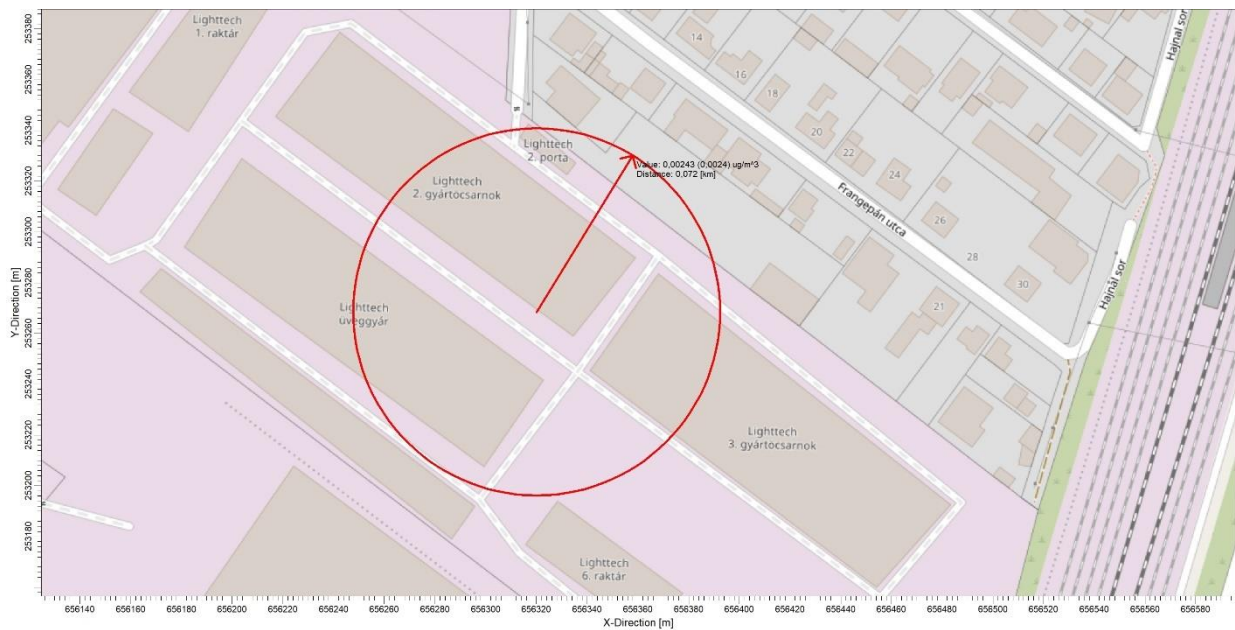 Lighttech
1. raktár
14
16
18
20
22
24
26
28
30
21
Hajnal sor
Lighttech
2. porta
Value: 0,00243 (0,0024) ug/m^3
Distance: 0,072 [km]
Lighttech
2. gyártócsarnok
Frangepán utca
Hajnal sor
Lighttech
üveggyár
Lighttech
3. gyártócsarnok
Lighttech
6. raktár
Y-Direction [m]
253380
253360
253340
253320
253300
253280
253260
253240
253220
253200
253180
656140 656160 656180 656200 656220 656240 656260 656280 656300 656320 656340 656360 656380 656400 656420 656440 656460 656480 656500 656520 656540 656560 656580
X-Direction [m]